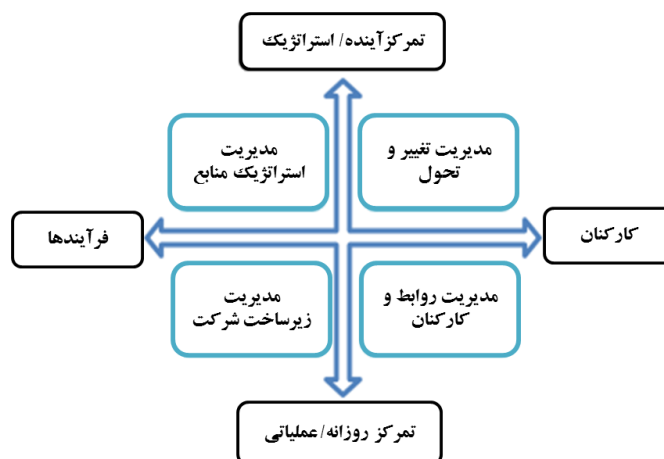 تمرکزآینده/ استراتژیک
مدیریت تغییر و
تحول
مدیریت
استراتژیک منابع
کارکنان
فرآیندها
مدیریت روابط و
کارکنان
مدیریت
زیرساخت شرکت
تمرکز روزانه/ عملیاتی